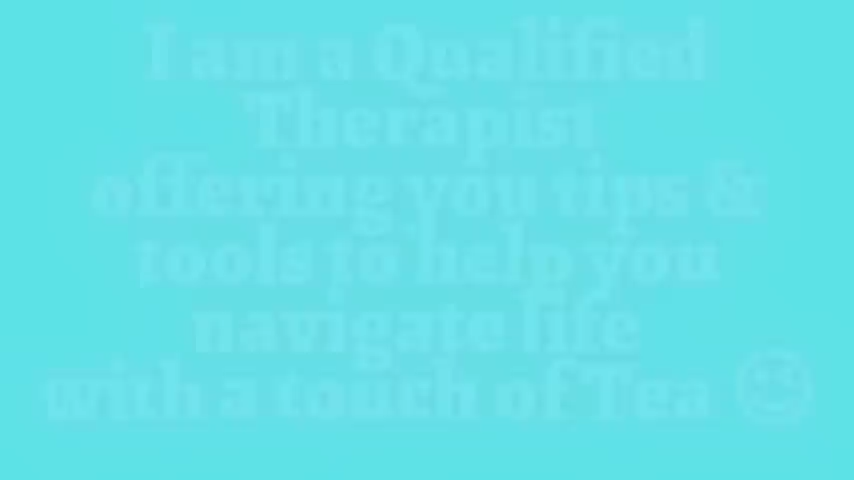 I am a Qualified
Therapist
offering you tips &
tools to help you
navigate life
with a touch of Tea 😊